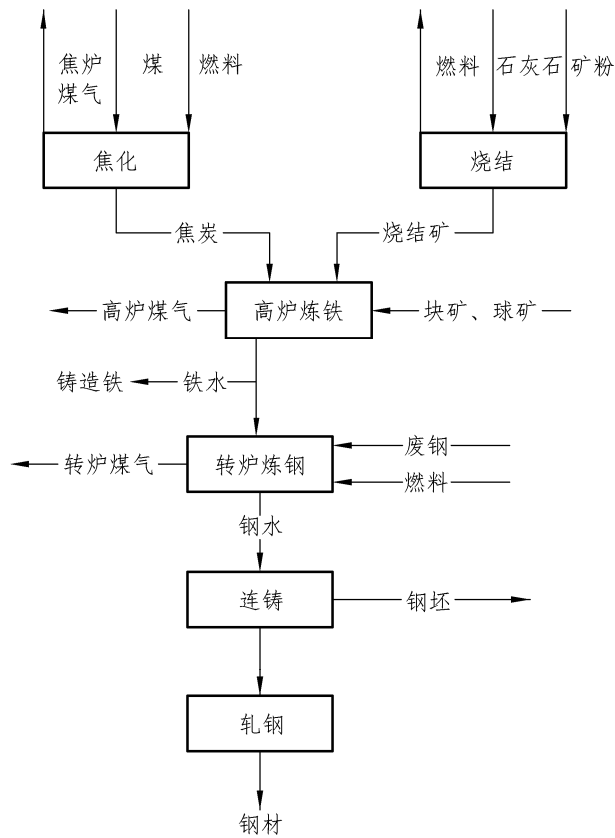 焦炉
煤气
煤
燃料
燃料
石灰石
矿粉
焦化
烧结
焦炭
烧结矿
高炉煤气
高炉炼铁
块矿、球矿
铸造铁
铁水
转炉煤气
转炉炼钢
废钢
燃料
钢水
连铸
钢坯
轧钢
钢材